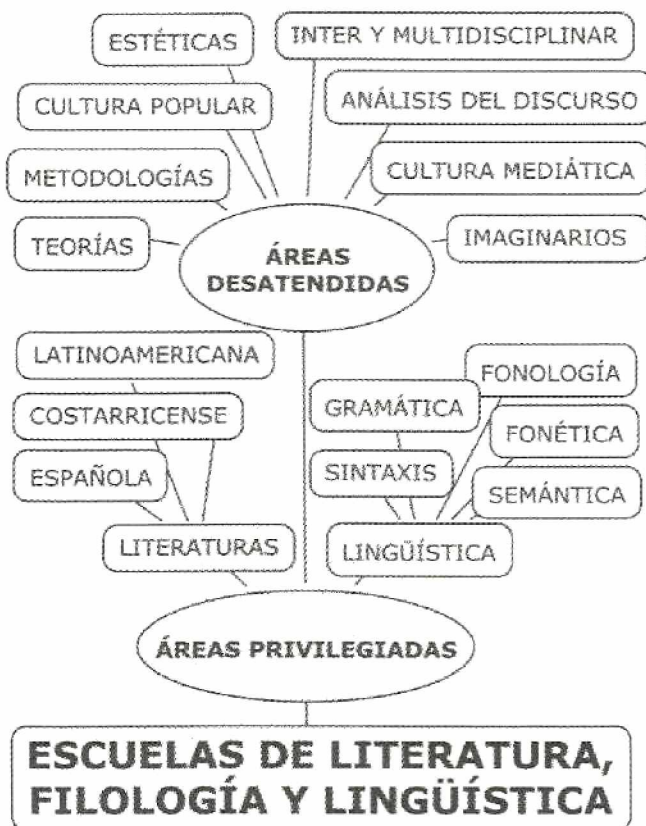 ESTÉTICAS
INTER Y MULTIDISCIPLINAR
CULTURA POPULAR
ANÁLISIS DEL DISCURSO
METODOLOGÍAS
CULTURA MEDIÁTICA
TEORÍAS
IMAGINARIOS
ÁREAS
DESATENDIDAS
LATINOAMERICANA
COSTARRICENSE
ESPAÑOLA
LITERATURAS
GRAMÁTICA
SINTAXIS
FONOLOGÍA
FONÉTICA
SEMÁNTICA
LINGÜÍSTICA
ÁREAS PRIVILEGIADAS
ESCUELAS DE LITERATURA,
FILOLOGÍA Y LINGÜÍSTICA